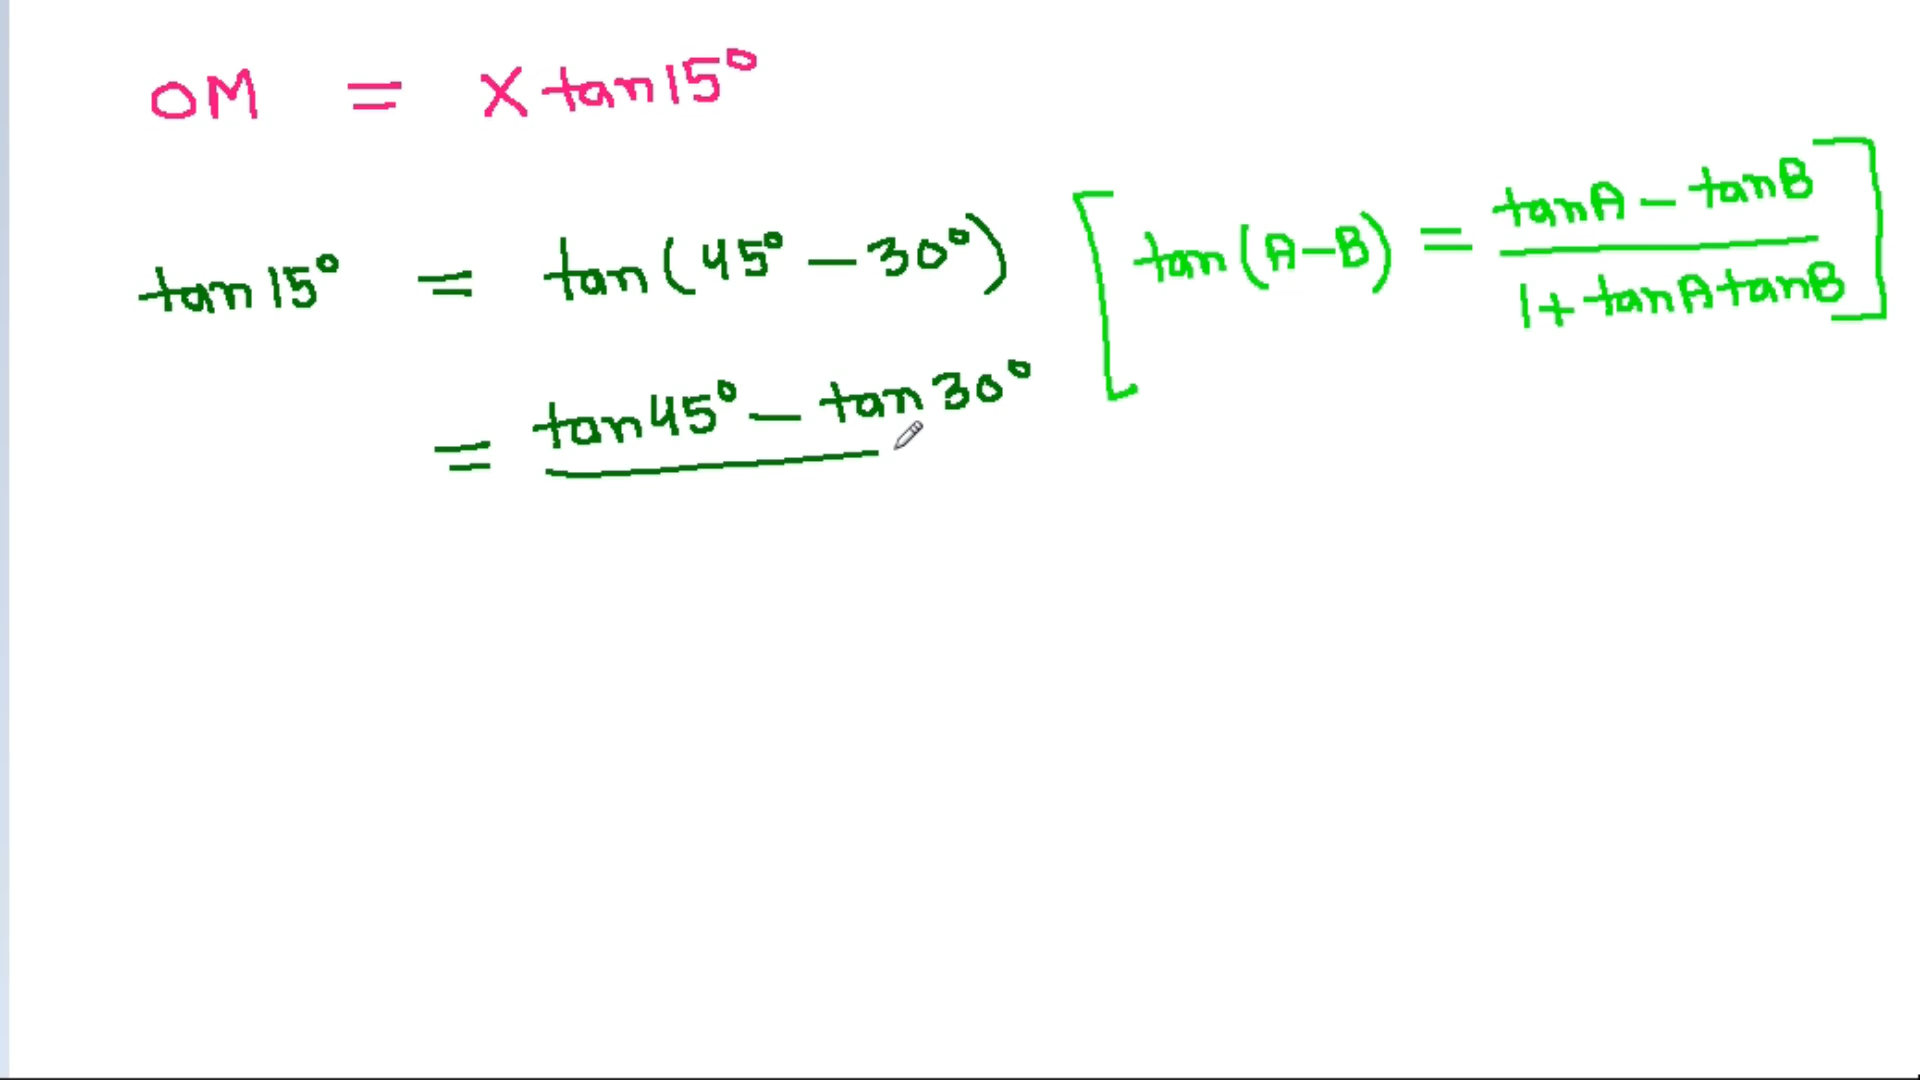 OM = X tan15°
tan15° = tan(45° – 30°) [tan(A–B) = tanA – tanB / 1 + tanA tanB]
= tan45° – tan30°